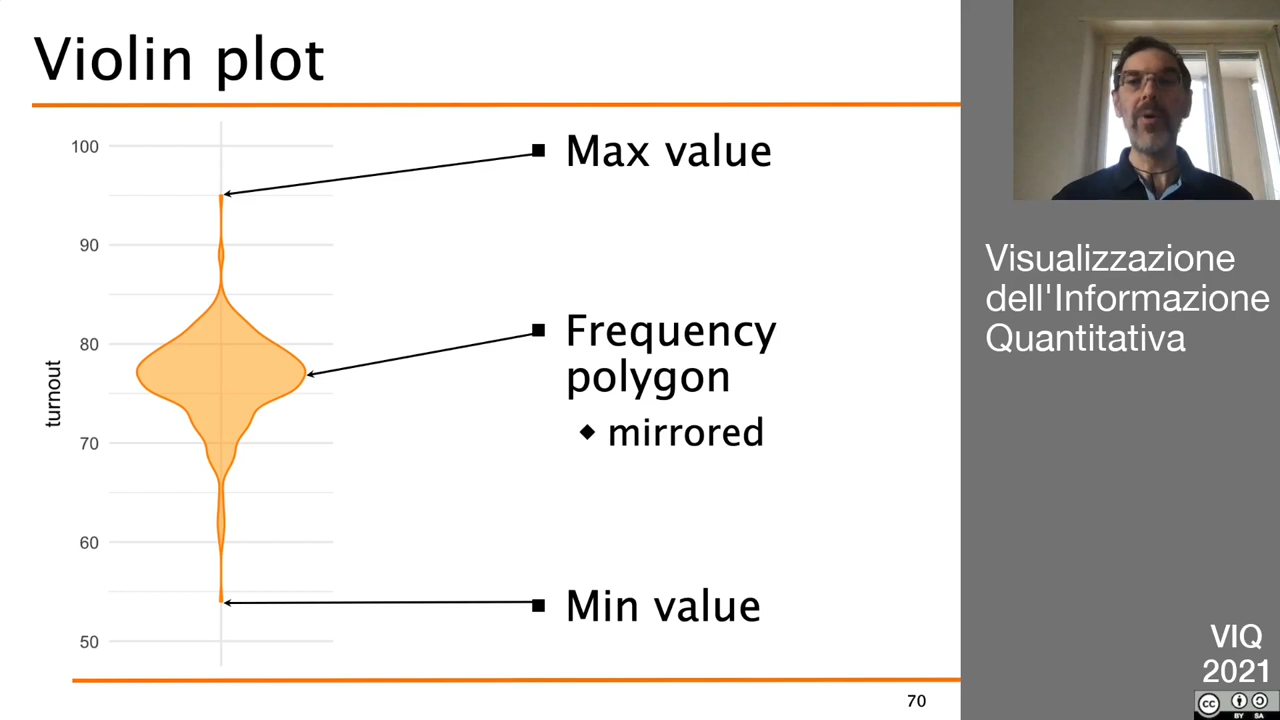 Violin plot
100
90
80
70
60
50
turnout
Max value
Frequency
polygon
mirrored
Min value
70
Visualizzazione
dell'Informazione
Quantitativa
VIQ
2021
CC
BY SA